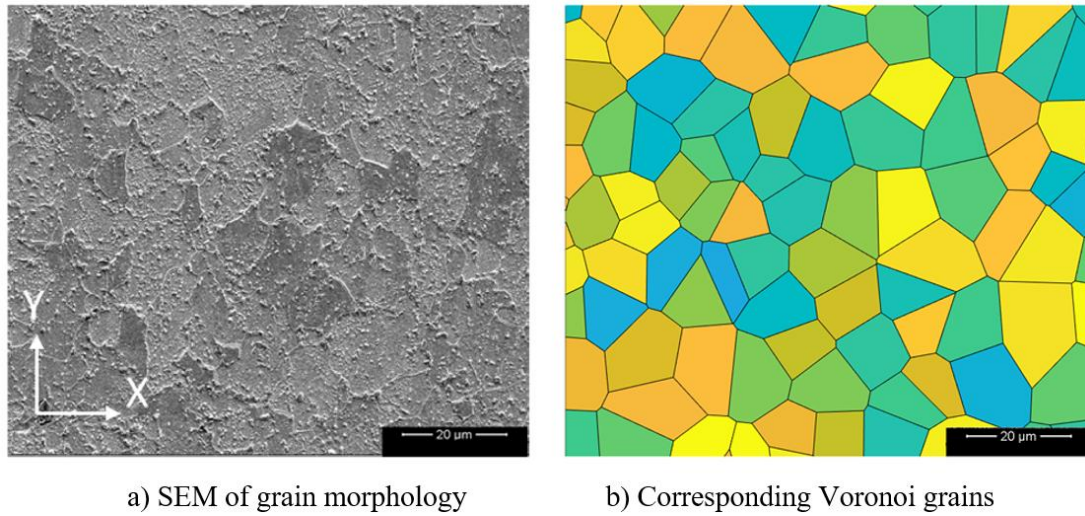 Y
X
20 μm
20 μm
a) SEM of grain morphology
b) Corresponding Voronoi grains